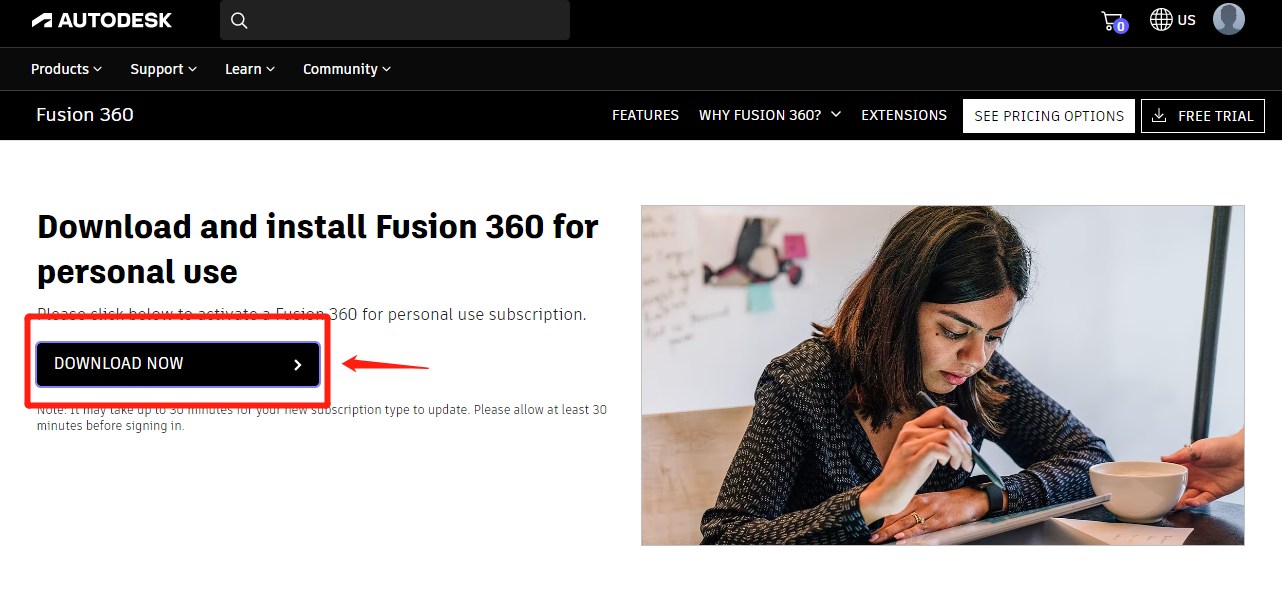 AUTODESK
0
US
Products
Support
Learn
Community
Fusion 360
FEATURES
WHY FUSION 360?
EXTENSIONS
SEE PRICING OPTIONS
FREE TRIAL
Download and install Fusion 360 for
personal use
Please click below to activate a Fusion 360 for personal use subscription.
DOWNLOAD NOW
Note: It may take up to 30 minutes for your new subscription type to update. Please allow at least 30
minutes before signing in.